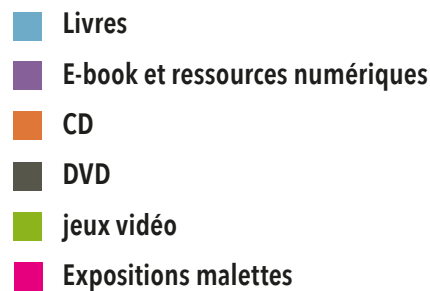 Livres
E-book et ressources numériques
CD
DVD
jeux vidéo
Expositions malettes